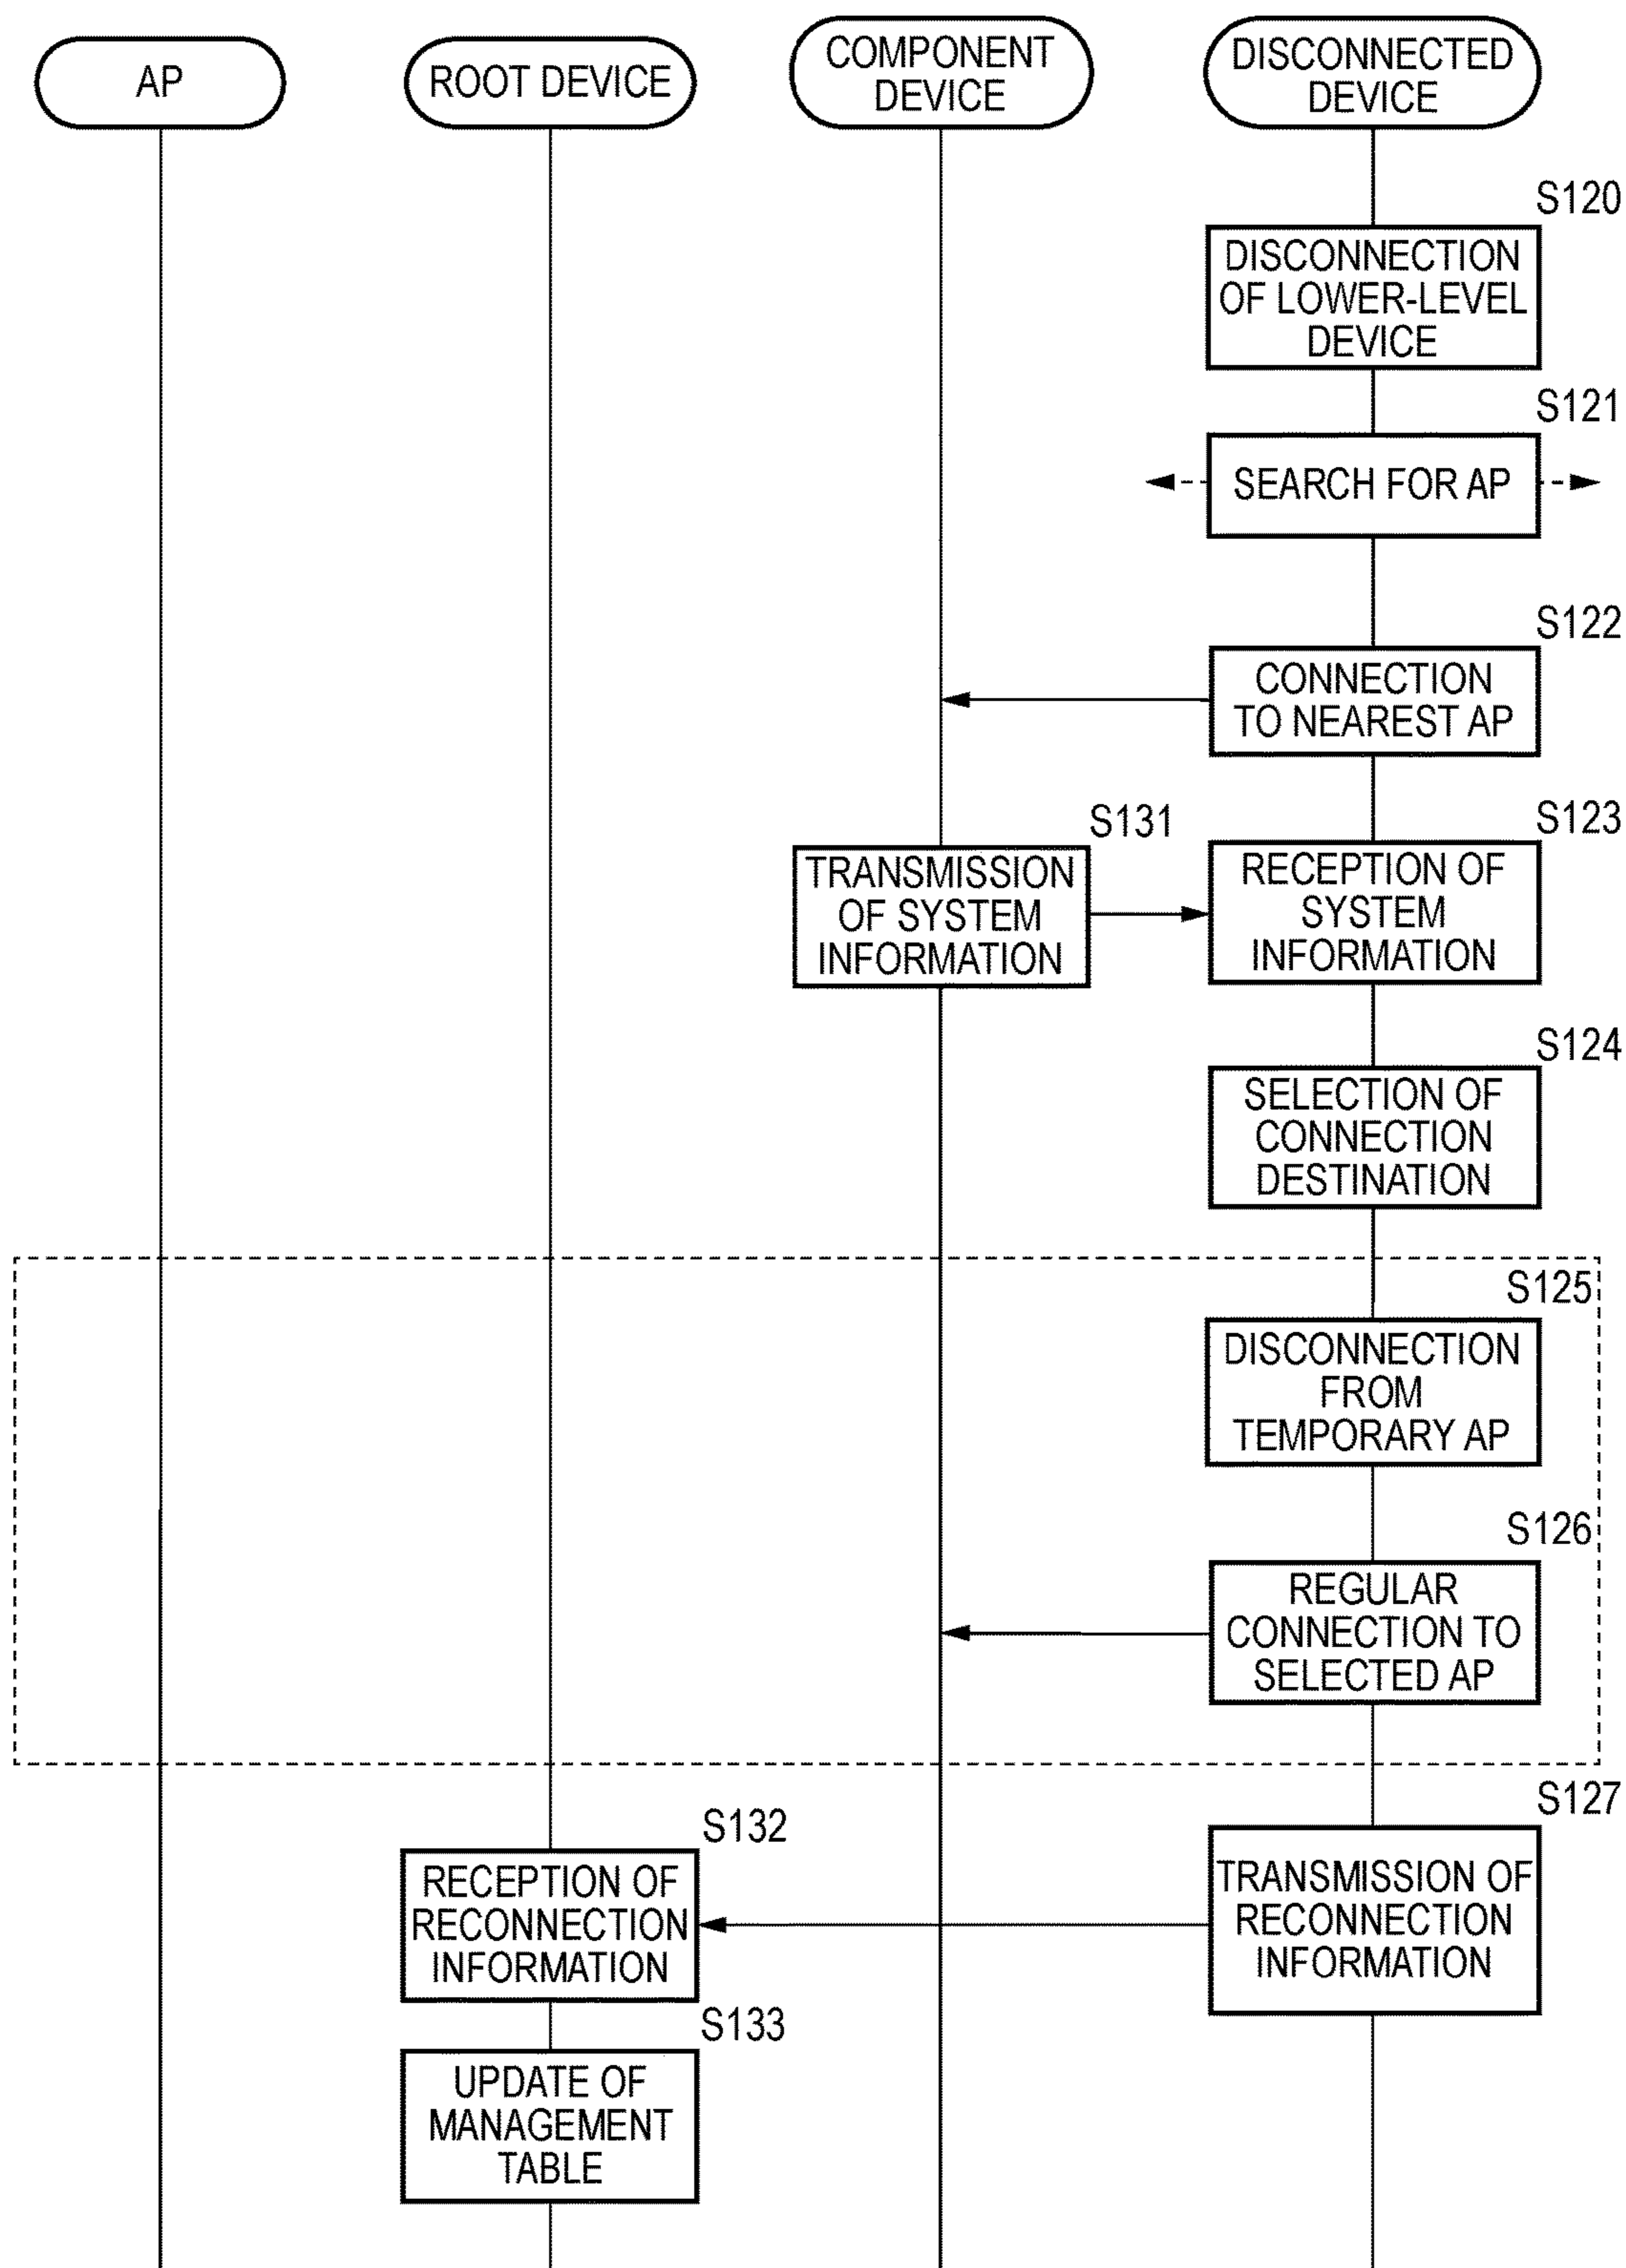 AP
ROOT DEVICE
COMPONENT
DEVICE
DISCONNECTED
DEVICE
S120
DISCONNECTION
OF LOWER-LEVEL
DEVICE
S121
SEARCH FOR AP
S122
CONNECTION
TO NEAREST AP
S131
TRANSMISSION
OF SYSTEM
INFORMATION
S123
RECEPTION OF
SYSTEM
INFORMATION
S124
SELECTION OF
CONNECTION
DESTINATION
S125
DISCONNECTION
FROM
TEMPORARY AP
S126
REGULAR
CONNECTION TO
SELECTED AP
S127
TRANSMISSION OF
RECONNECTION
INFORMATION
S132
RECEPTION OF
RECONNECTION
INFORMATION
S133
UPDATE OF
MANAGEMENT
TABLE